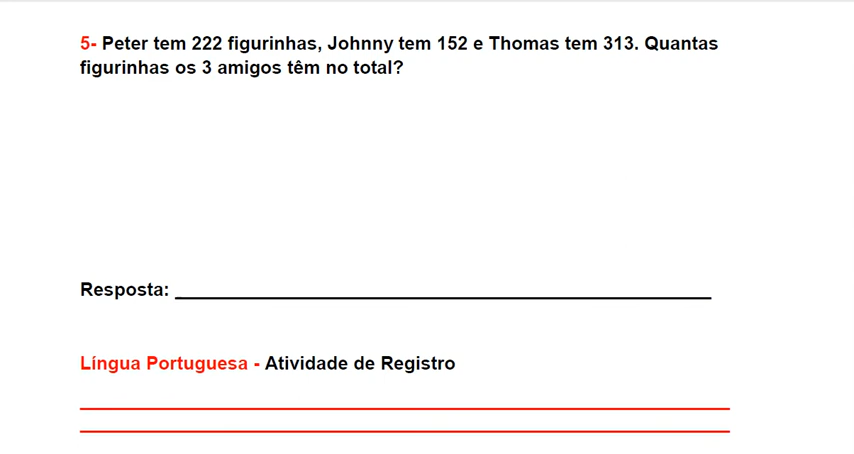 5- Peter tem 222 figurinhas, Johnny tem 152 e Thomas tem 313. Quantas
figurinhas os 3 amigos têm no total?
Resposta:
Língua Portuguesa - Atividade de Registro